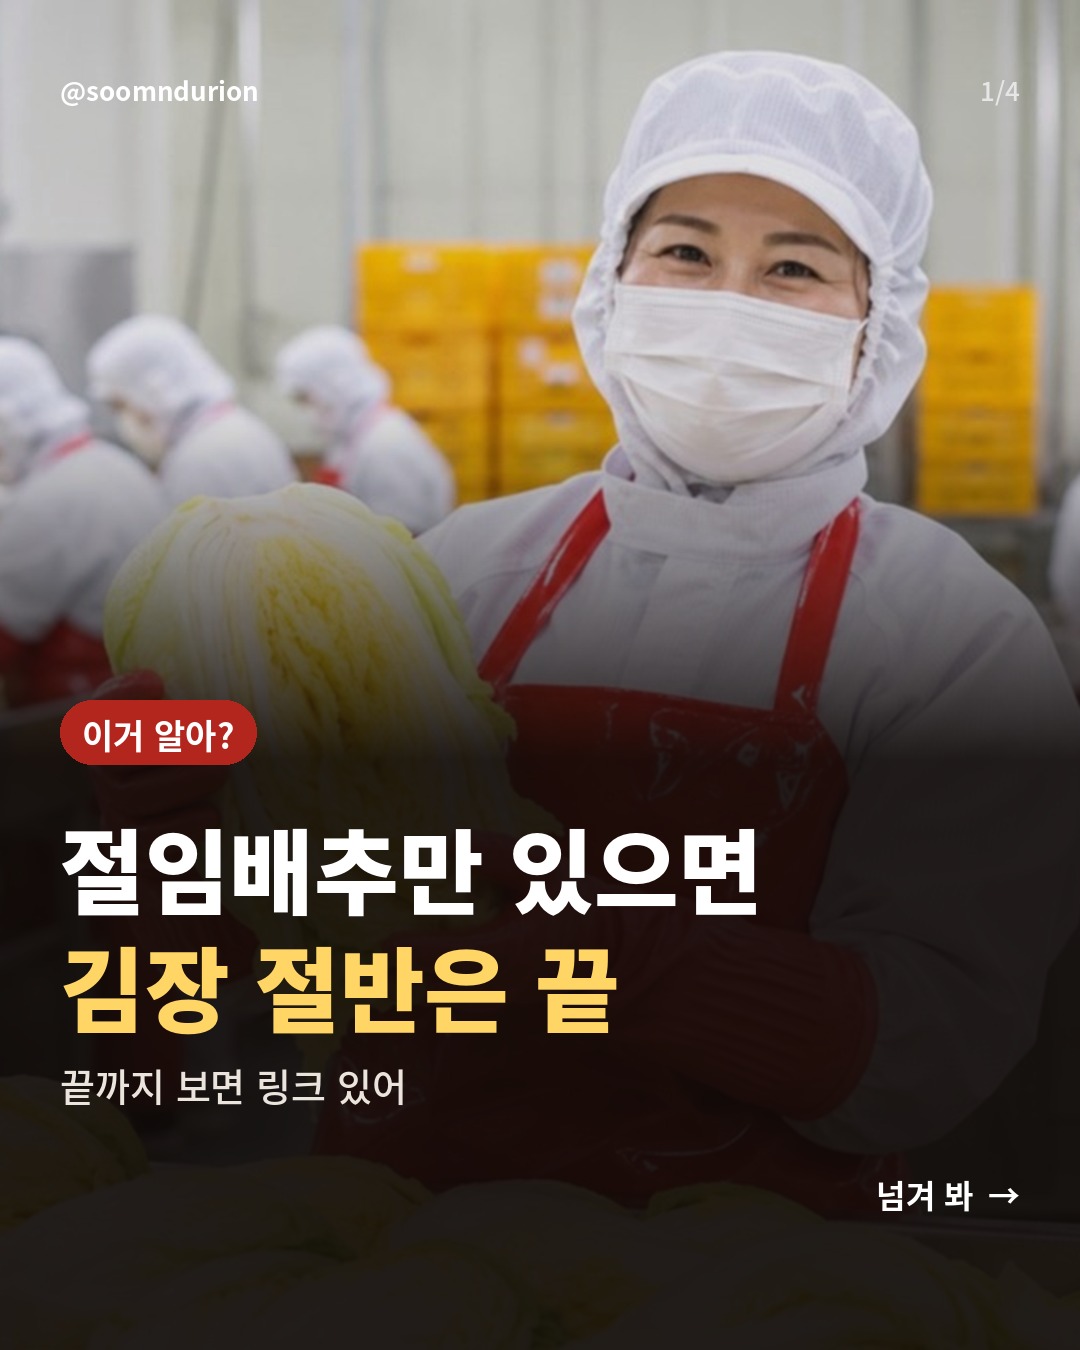 @soomndurion
1/4
이거 알아?
절임배추만 있으면
김장 절반은 끝
끝까지 보면 링크 있어
넘겨 봐 →